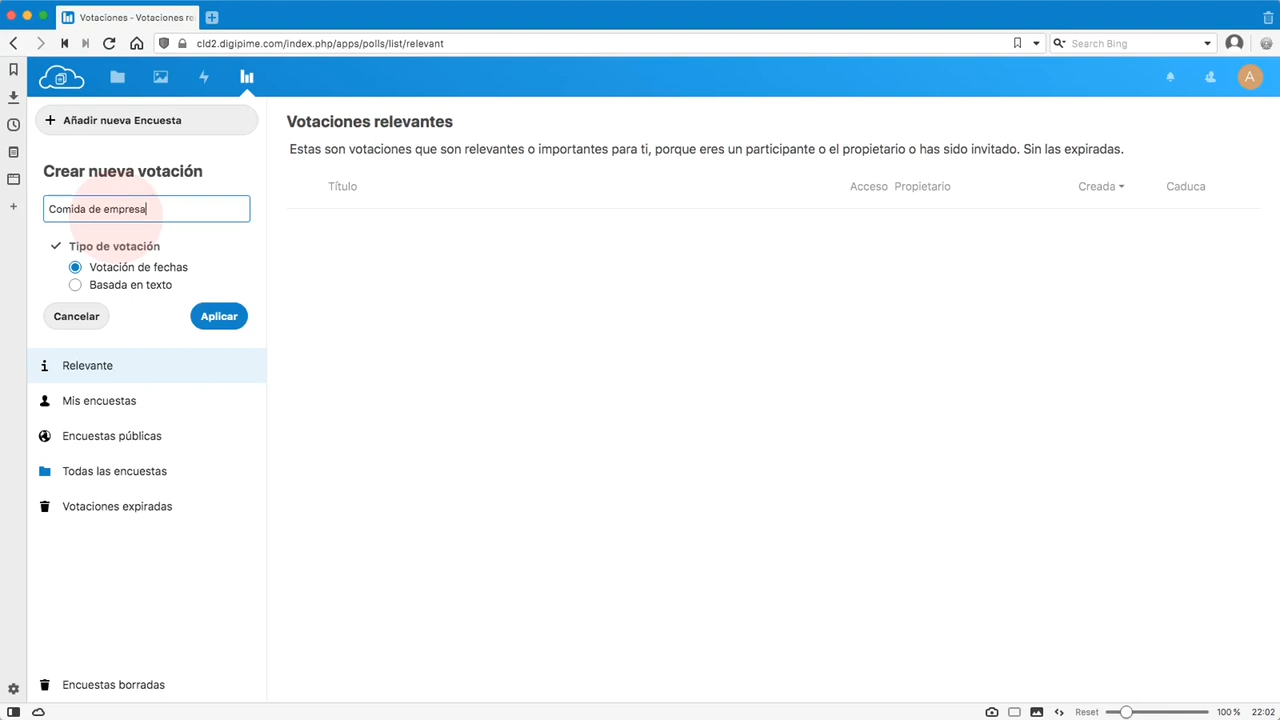 Votaciones - Votaciones re
cld2.digipime.com/index.php/apps/polls/list/relevant
Search Bing
A
Añadir nueva Encuesta
Crear nueva votación
Comida de empresa
Tipo de votación
Votación de fechas
Basada en texto
Cancelar
Aplicar
Relevante
Mis encuestas
Encuestas públicas
Todas las encuestas
Votaciones expiradas
Encuestas borradas
Votaciones relevantes
Estas son votaciones que son relevantes o importantes para ti, porque eres un participante o el propietario o has sido invitado. Sin las expiradas.
Título Acceso Propietario Creada Caduca
Reset 100 % 22:02